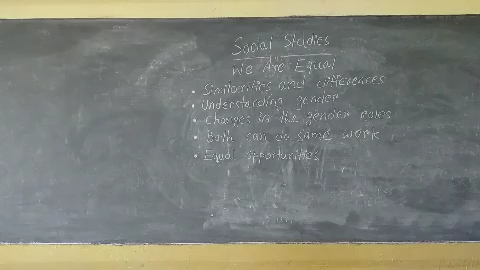 Social Studies
We Are Equal
• Similarities and differences
• Understanding gender
• Changes in the gender roles
• Both can do same work
• Equal opportunities